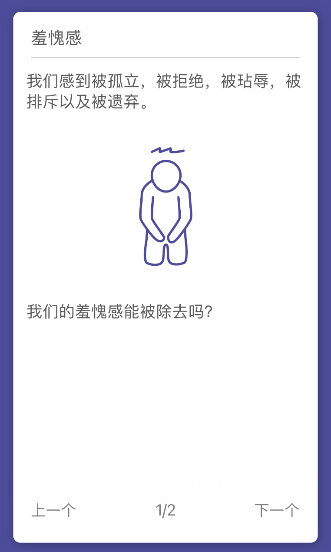 羞愧感
我们感到被孤立，被拒绝，被玷辱，被
排斥以及被遗弃。
我们的羞愧感能被除去吗？
上一个
1/2
下一个